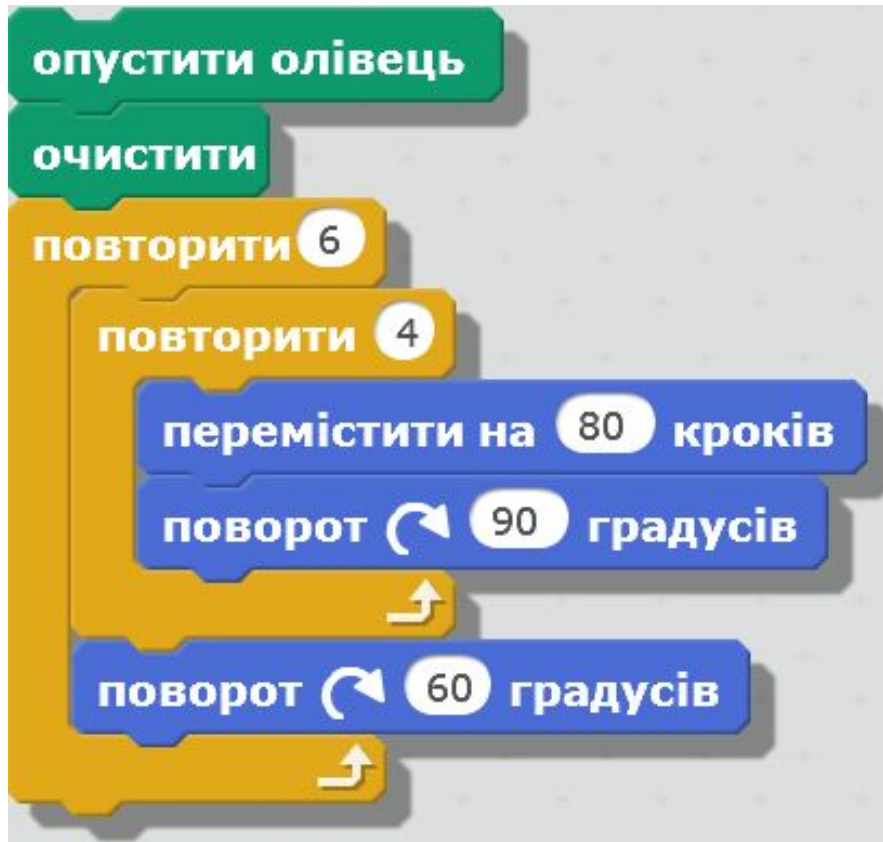 опустити олівець
очистити
повторити 6
повторити 4
перемістити на 80 кроків
поворот 90 градусів
поворот 60 градусів